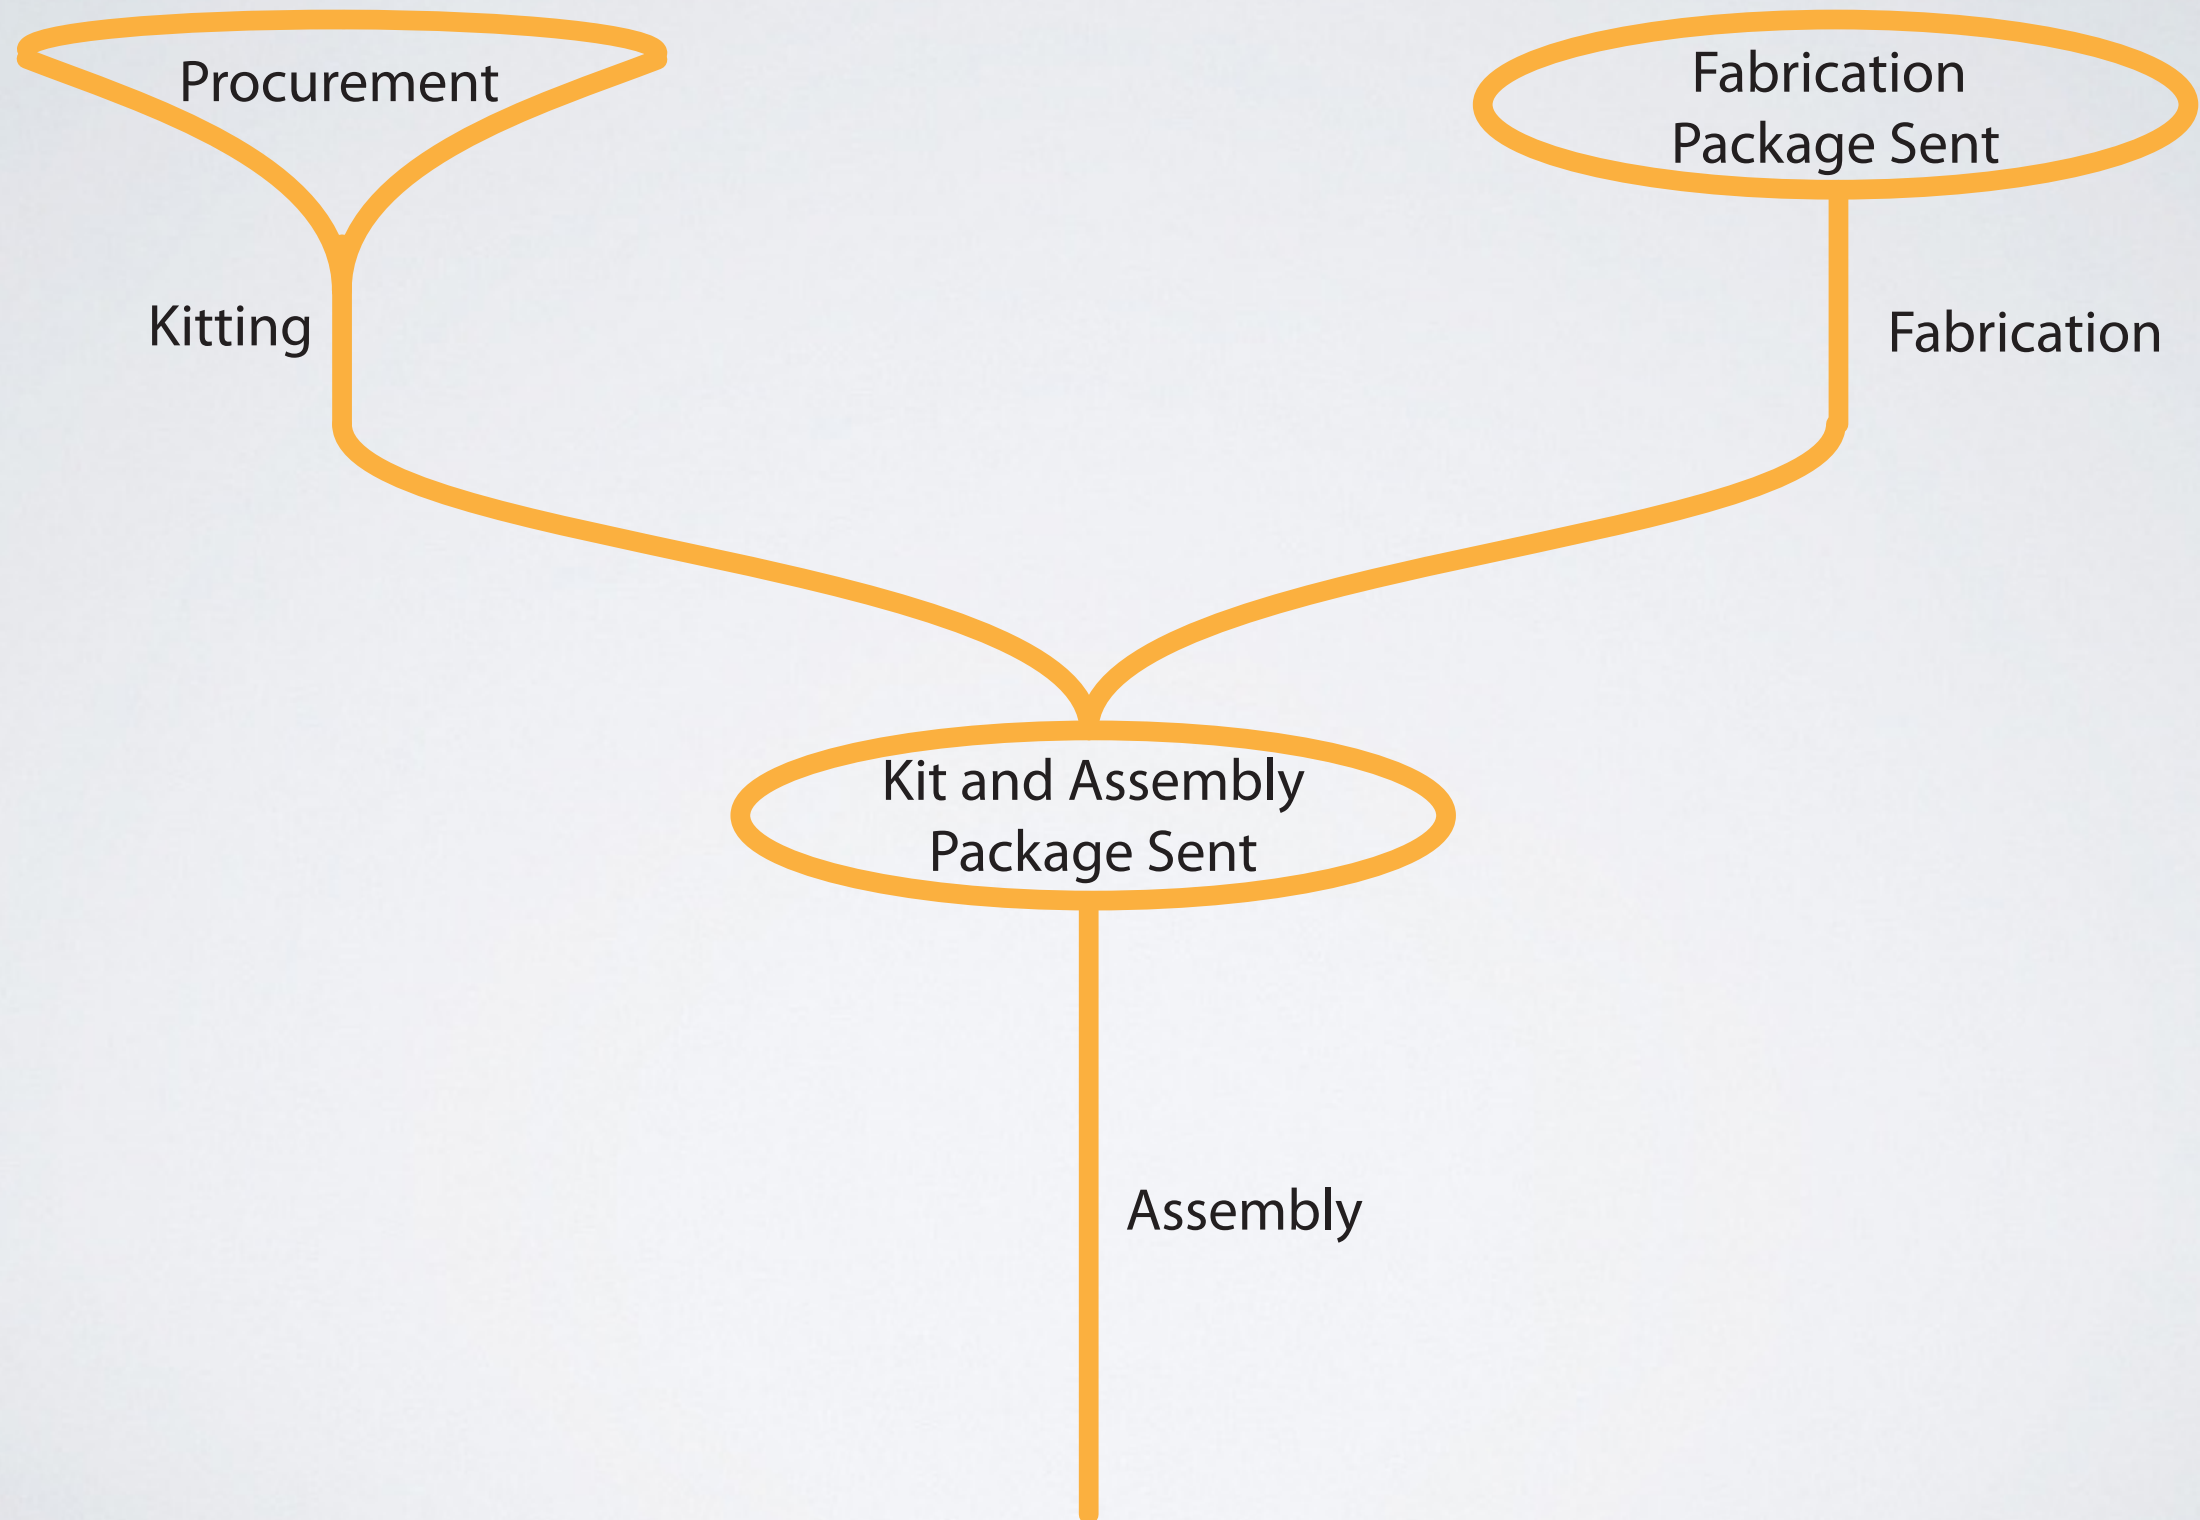 Procurement
Fabrication
Package Sent
Kitting
Fabrication
Kit and Assembly
Package Sent
Assembly